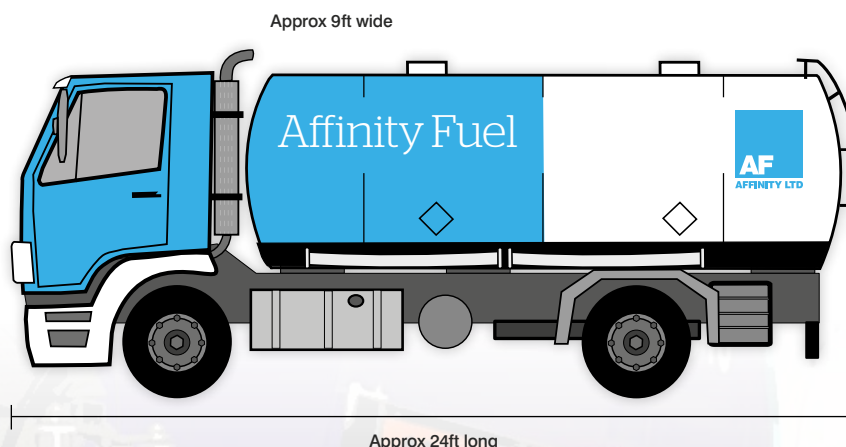 Approx 9ft wide
Affinity Fuel
AF
AFFINITY LTD
Approx 24ft long